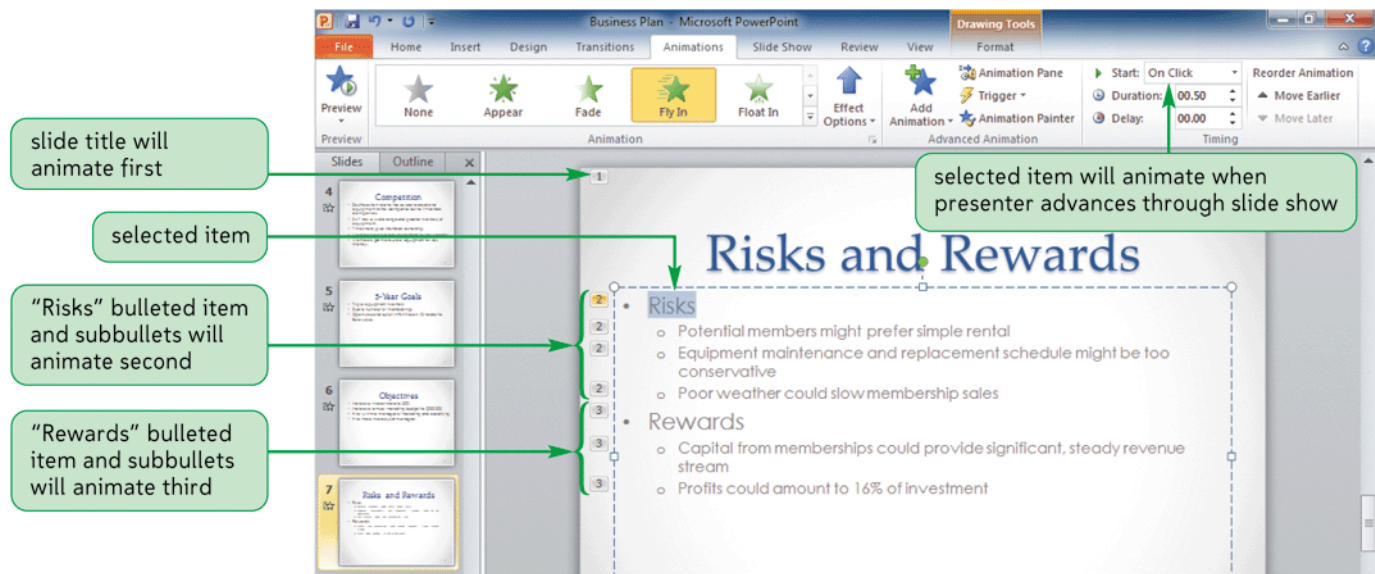 Business Plan - Microsoft PowerPoint
Drawing Tools
File Home Insert Design Transitions Animations Slide Show Review View Format
Preview
None
Appear
Fade
Fly In
Float In
Effect Options
Add Animation
Animation Pane
Trigger
Animation Painter
Start: On Click
Duration: 00.50
Delay: 00.00
Reorder Animation
Move Earlier
Move Later
Preview Animation Advanced Animation Timing
slide title will
animate first
selected item
"Risks" bulleted item
and subbullets will
animate second
"Rewards" bulleted
item and subbullets
will animate third
Slides Outline
4
Competition
5
5-Year Goals
6
Objectives
7
Risks and Rewards
selected item will animate when
presenter advances through slide show
1
Risks and Rewards
2 • Risks
2 o Potential members might prefer simple rental
2 o Equipment maintenance and replacement schedule might be too
conservative
2 o Poor weather could slow membership sales
3 • Rewards
3 o Capital from memberships could provide significant, steady revenue
stream
3 o Profits could amount to 16% of investment